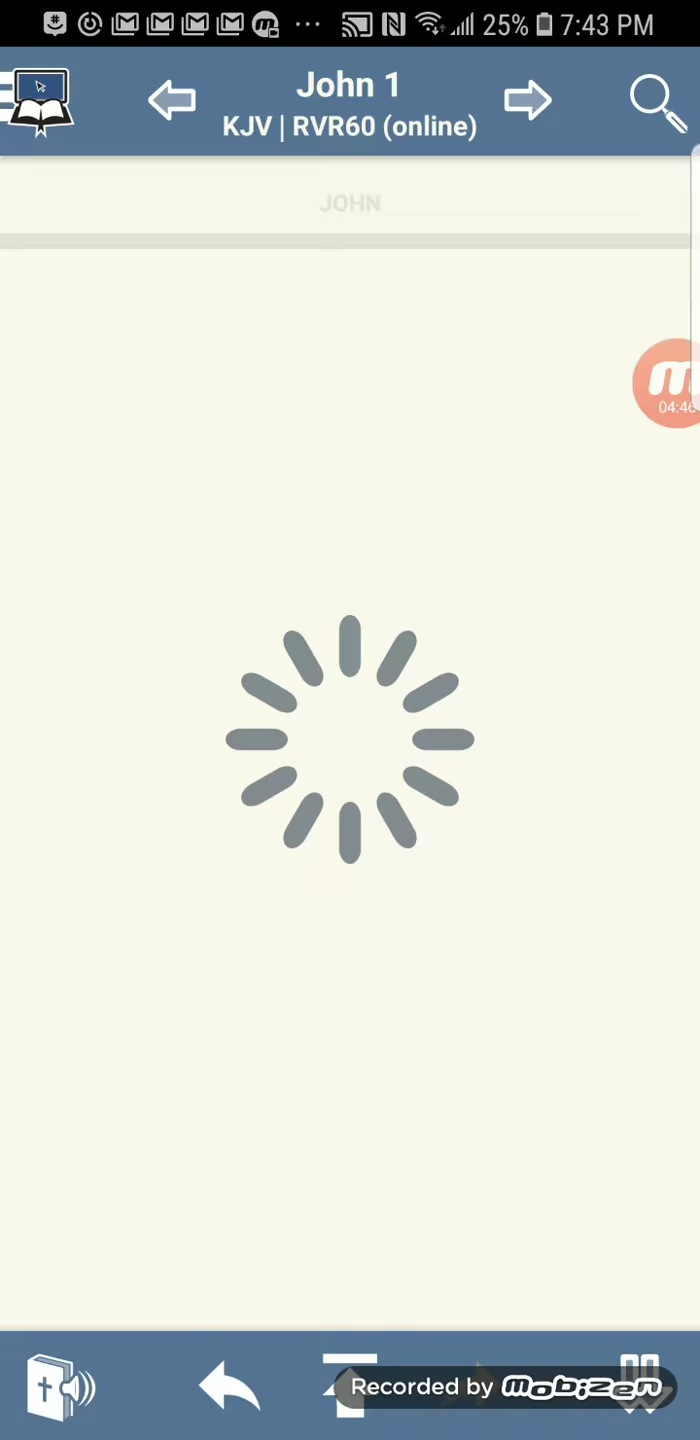 25% 7:43 PM
John 1
KJV | RVR60 (online)
JOHN
m
04:46
Recorded by mobizen